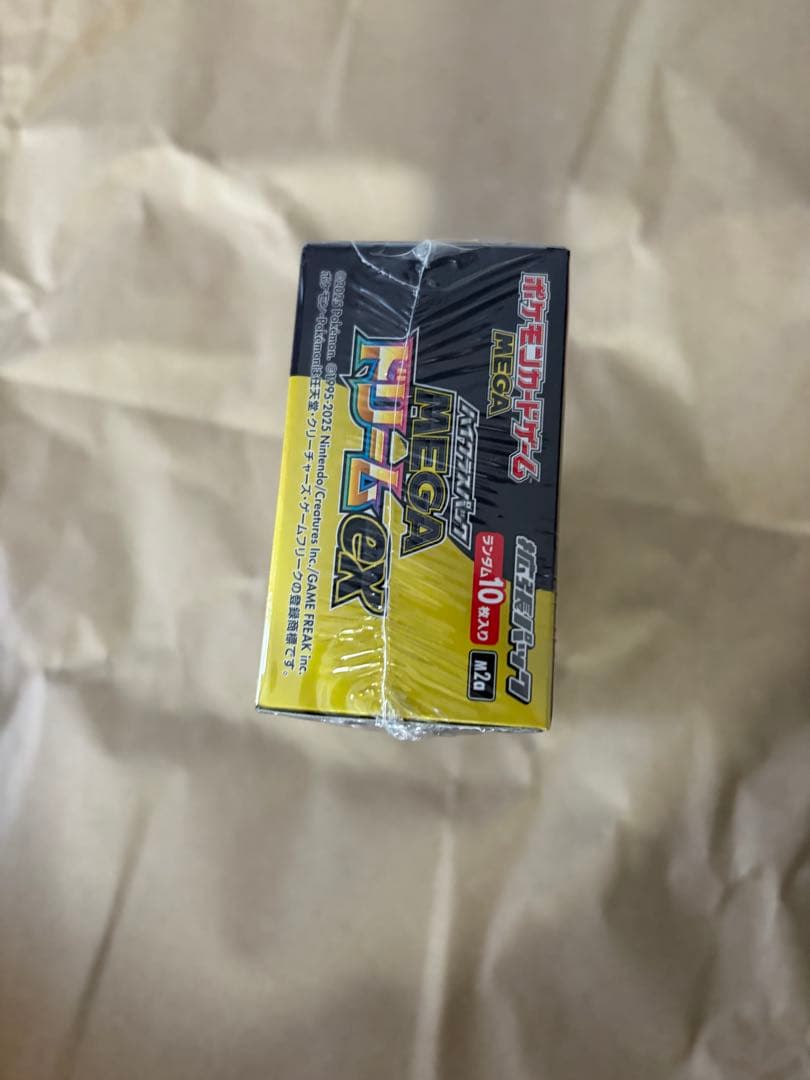 ポケモンカードゲーム
MEGA
拡張パック
ハイクラスパック
MEGA
ドリームex
ランダム10枚入り
M2a
©2025 Pokémon. ©1995-2025 Nintendo/Creatures Inc./GAME FREAK inc.
ポケモン・Pokémonは任天堂・クリーチャーズ・ゲームフリークの登録商標です。